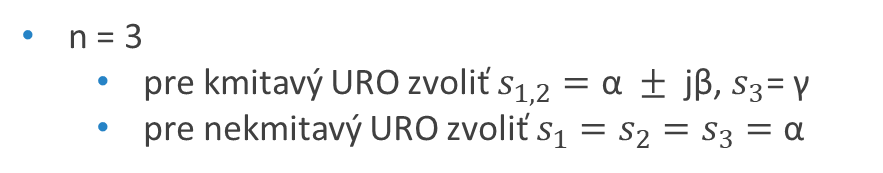 • n = 3
• pre kmitavý URO zvoliť s₁,₂ = α ± jβ, s₃= γ
• pre nekmitavý URO zvoliť s₁ = s₂ = s₃ = α